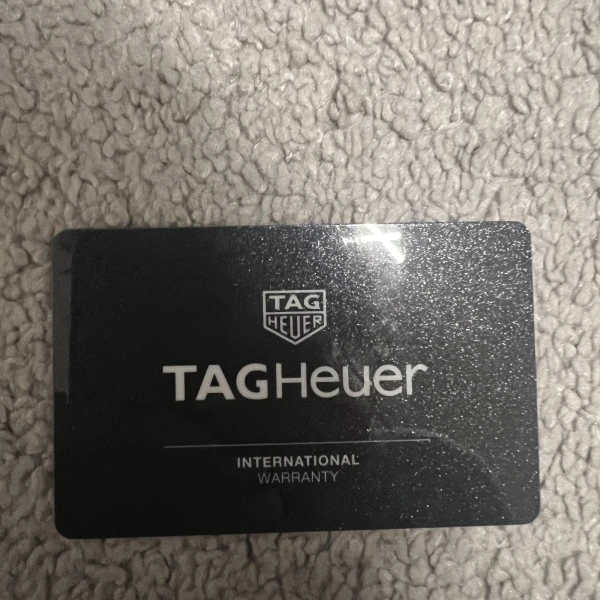 TAG
HEUER
TAGHeuer
INTERNATIONAL
WARRANTY